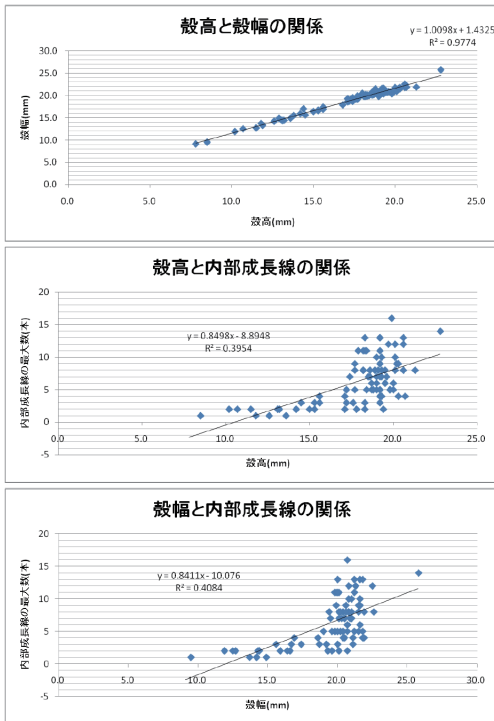 殻高と殻幅の関係
y = 1.0098x + 1.4325
R² = 0.9774
殻幅(mm)
30.0
25.0
20.0
15.0
10.0
5.0
0.0
0.0 5.0 10.0 15.0 20.0 25.0
殻高(mm)
殻高と内部成長線の関係
y = 0.8498x - 8.8948
R² = 0.3954
内部成長線の最大数(本)
20
15
10
5
0
-5
0.0 5.0 10.0 15.0 20.0 25.0
殻高(mm)
殻幅と内部成長線の関係
y = 0.8411x - 10.076
R² = 0.4084
内部成長線の最大数(本)
20
15
10
5
0
-5
0.0 5.0 10.0 15.0 20.0 25.0 30.0
殻幅(mm)